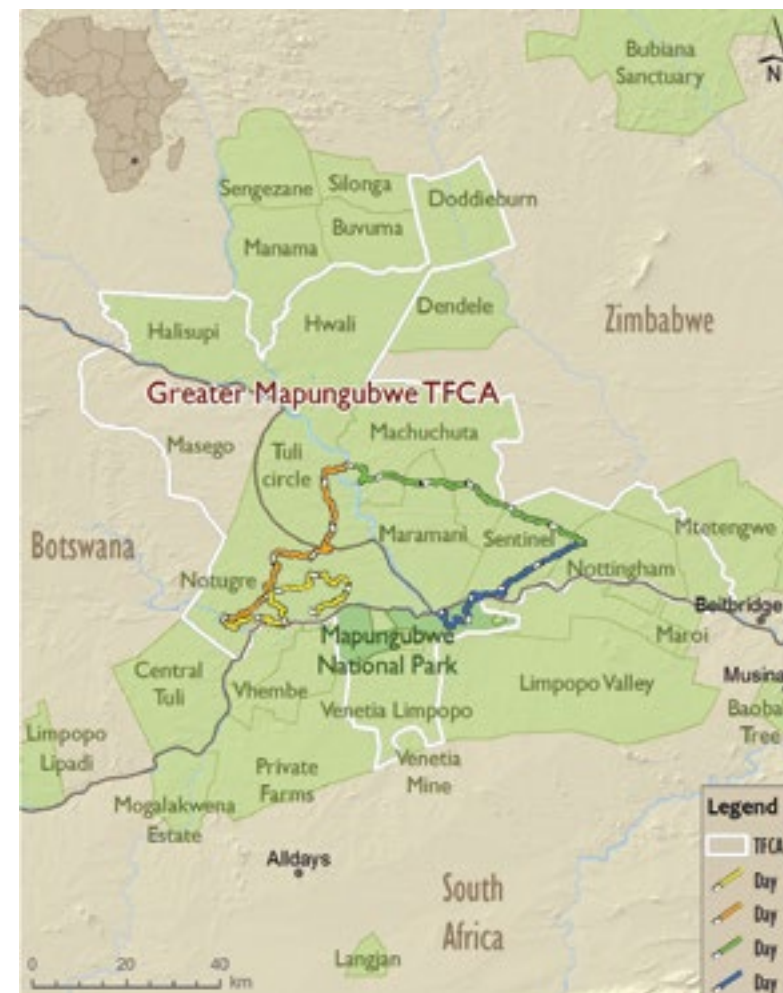 Bubiana
Sanctuary
N
Sengezane
Silonga
Doddieburn
Buvuma
Manama
Dendele
Halisupi
Hwali
Zimbabwe
Greater Mapungubwe TFCA
Masego
Tuli
circle
Machuchuta
Botswana
Maramani
Sentinel
Mtetengwe
Notugre
Nottingham
Beitbridge
Mapungubwe
National Park
Maroi
Central
Tuli
Vhembe
Limpopo Valley
Musina
Venetia Limpopo
Baoba
Tree
Limpopo
Lipadi
Venetia
Mine
Private
Farms
Mogalakwena
Estate
Legend
TFCA
Day
Day
Day
Day
Alldays
South
Africa
Langjan
0 20 40
km